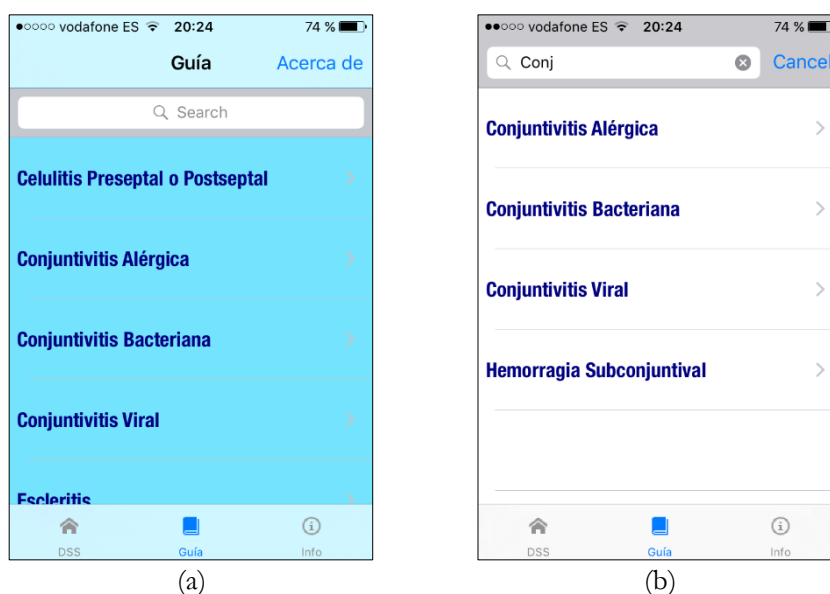 vodafone ES 20:24 74 %
Guía Acerca de
Search
Celulitis Preseptal o Postseptal
Conjuntivitis Alérgica
Conjuntivitis Bacteriana
Conjuntivitis Viral
Escleritis
DSS Guía Info
(a)
vodafone ES 20:24 74 %
Conj Cancel
Conjuntivitis Alérgica
Conjuntivitis Bacteriana
Conjuntivitis Viral
Hemorragia Subconjuntival
DSS Guía Info
(b)